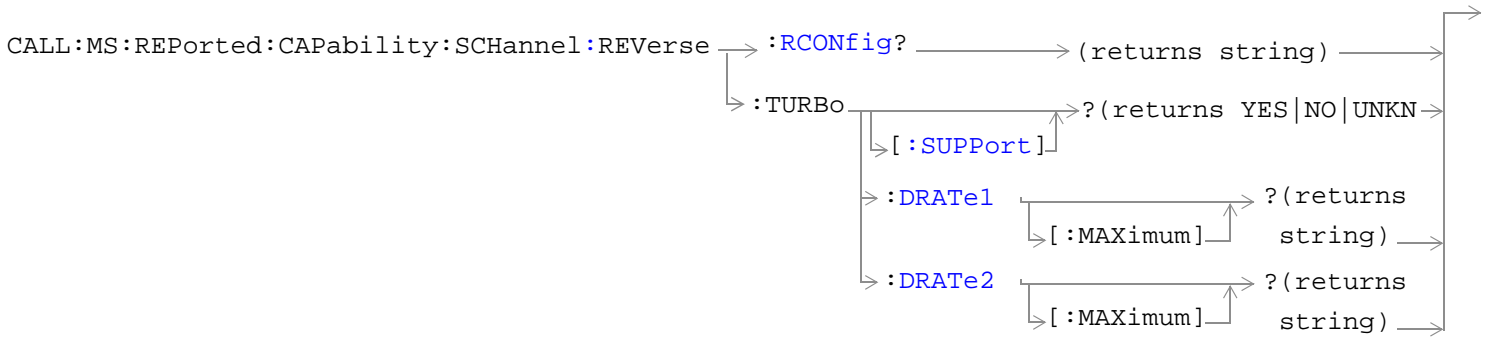 CALL:MS:REPorted:CAPability:SCHannel:REVerse :RCONfig? (returns string)
:TURBo ?(returns YES|NO|UNKN
[:SUPPort]
:DRATe1 ?(returns
[:MAXimum] string)
:DRATe2 ?(returns
[:MAXimum] string)